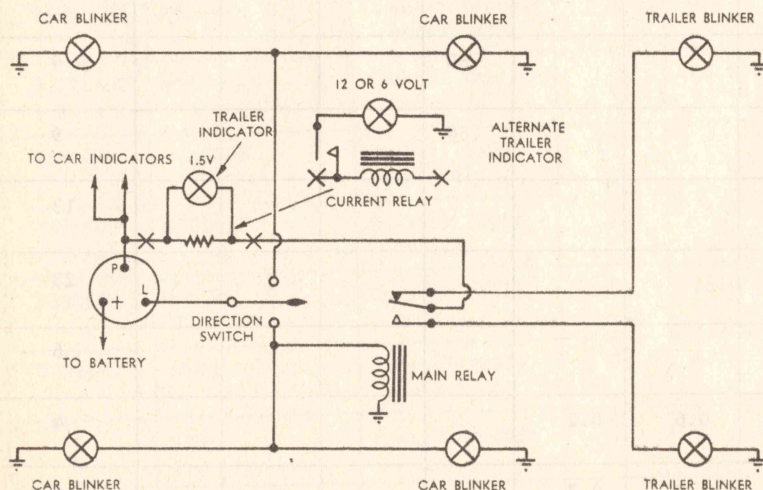 CAR BLINKER
CAR BLINKER
TRAILER BLINKER
12 OR 6 VOLT
TRAILER
INDICATOR
ALTERNATE
TRAILER
INDICATOR
TO CAR INDICATORS
1.5V
CURRENT RELAY
P
+
L
DIRECTION
SWITCH
TO BATTERY
MAIN RELAY
CAR BLINKER
CAR BLINKER
TRAILER BLINKER